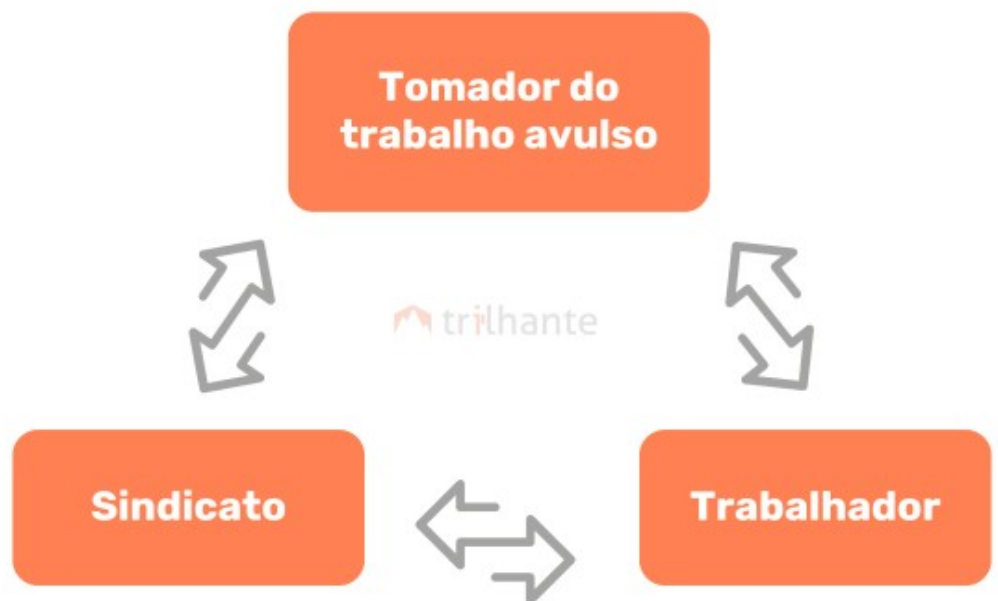 Tomador do
trabalho avulso
trilhante
Sindicato
Trabalhador